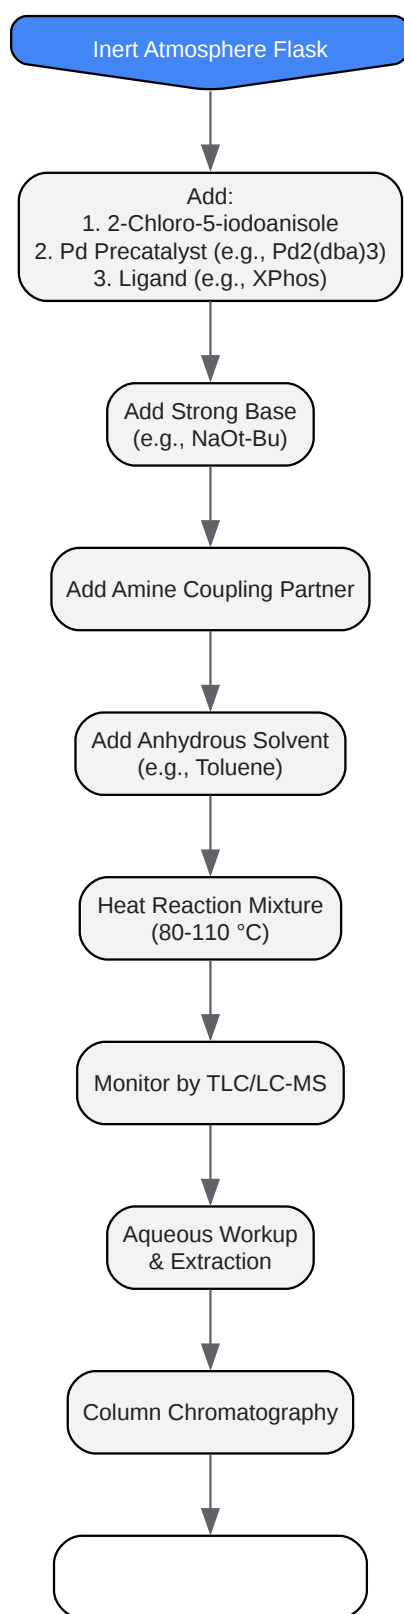 Inert Atmosphere Flask
Add:
1. 2-Chloro-5-iodoanisole
2. Pd Precatalyst (e.g., Pd2(dba)3)
3. Ligand (e.g., XPhos)
Add Strong Base
(e.g., NaOt-Bu)
Add Amine Coupling Partner
Add Anhydrous Solvent
(e.g., Toluene)
Heat Reaction Mixture
(80-110 °C)
Monitor by TLC/LC-MS
Aqueous Workup
& Extraction
Column Chromatography